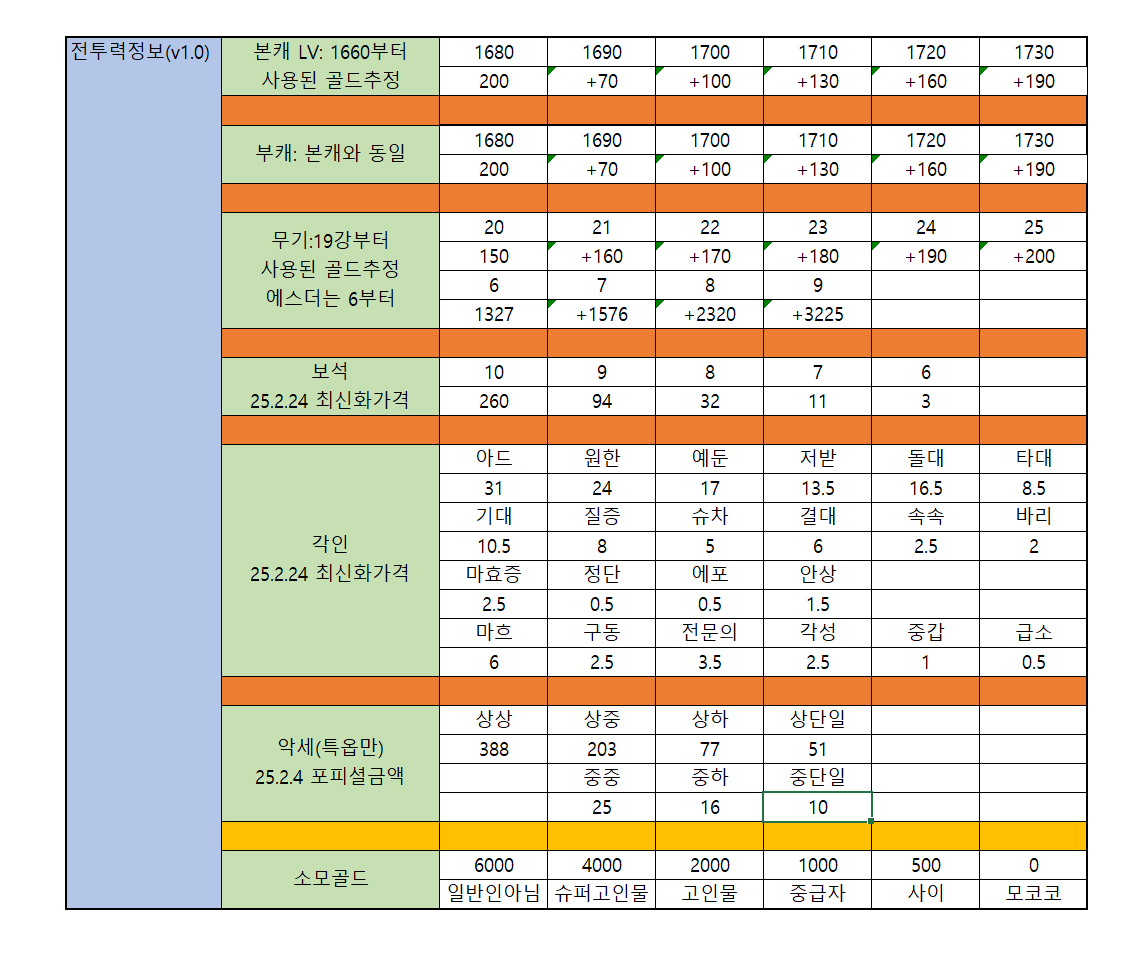 전투력정보(v1.0)
본캐 LV: 1660부터
사용된 골드추정
1680 1690 1700 1710 1720 1730
200 +70 +100 +130 +160 +190
부캐: 본캐와 동일
1680 1690 1700 1710 1720 1730
200 +70 +100 +130 +160 +190
무기:19강부터
사용된 골드추정
에스더는 6부터
20 21 22 23 24 25
150 +160 +170 +180 +190 +200
6 7 8 9
1327 +1576 +2320 +3225
보석
25.2.24 최신화가격
10 9 8 7 6
260 94 32 11 3
각인
25.2.24 최신화가격
아드 원한 예둔 저받 돌대 타대
31 24 17 13.5 16.5 8.5
기대 질증 슈차 결대 속속 바리
10.5 8 5 6 2.5 2
마효증 정단 에포 안상
2.5 0.5 0.5 1.5
마흐 구동 전문의 각성 중갑 급소
6 2.5 3.5 2.5 1 0.5
악세(특옵만)
25.2.4 포피셜금액
상상 상중 상하 상단일
388 203 77 51
중중 중하 중단일
25 16 10
소모골드
6000 4000 2000 1000 500 0
일반인아님 슈퍼고인물 고인물 중급자 사이 모코코